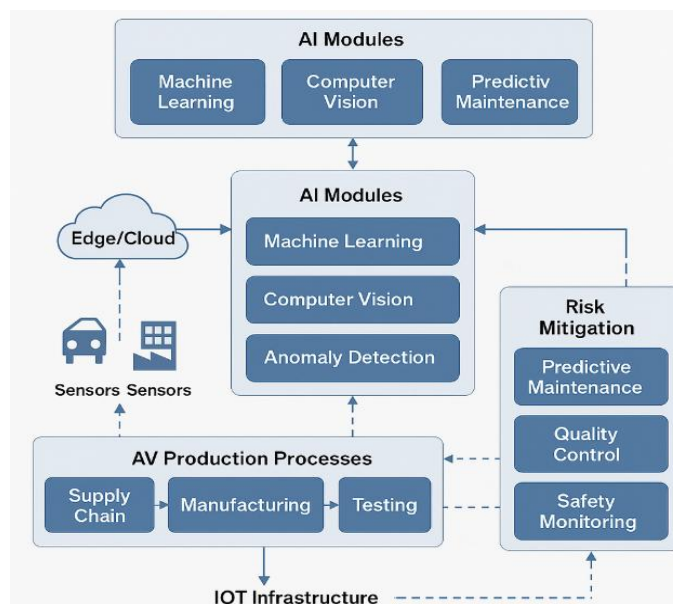 AI Modules
Machine
Learning
Computer
Vision
Predictiv
Maintenance
AI Modules
Machine Learning
Computer Vision
Anomaly Detection
Edge/Cloud
Sensors Sensors
Risk
Mitigation
Predictive
Maintenance
Quality
Control
Safety
Monitoring
AV Production Processes
Supply
Chain
Manufacturing
Testing
IOT Infrastructure